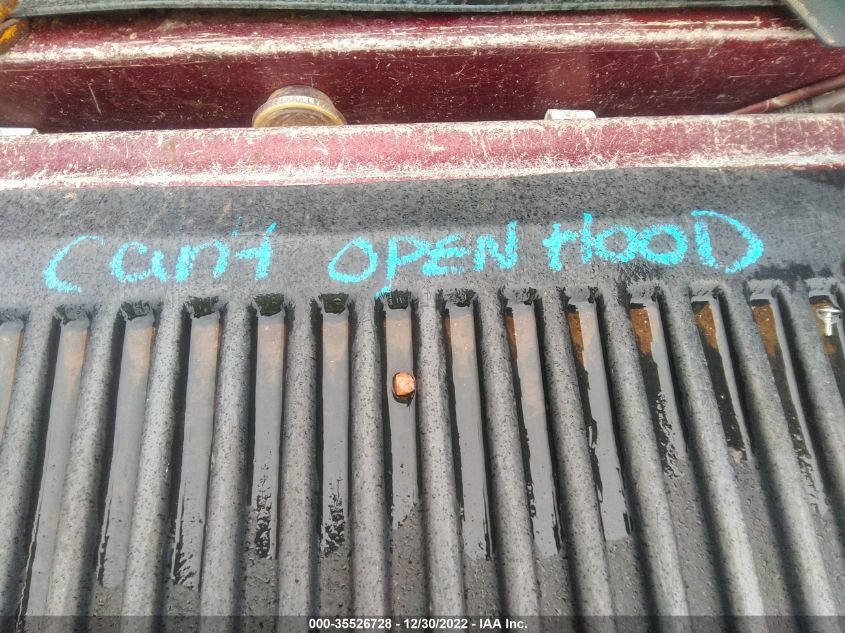 Can't OPEN HOOD
000-35526728 - 12/30/2022 - IAA Inc.